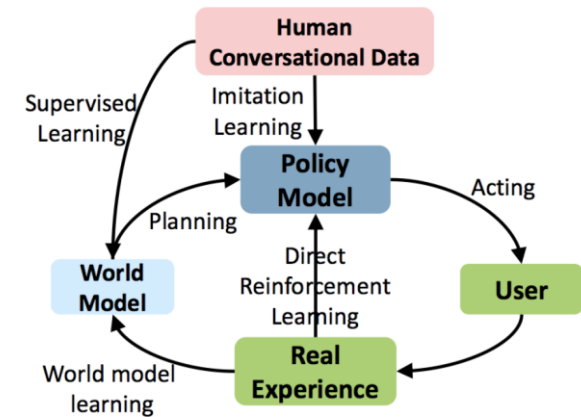 Human
Conversational Data
Supervised
Learning
Imitation
Learning
Policy
Model
Acting
Planning
World
Model
Direct
Reinforcement
Learning
User
Real
Experience
World model
learning